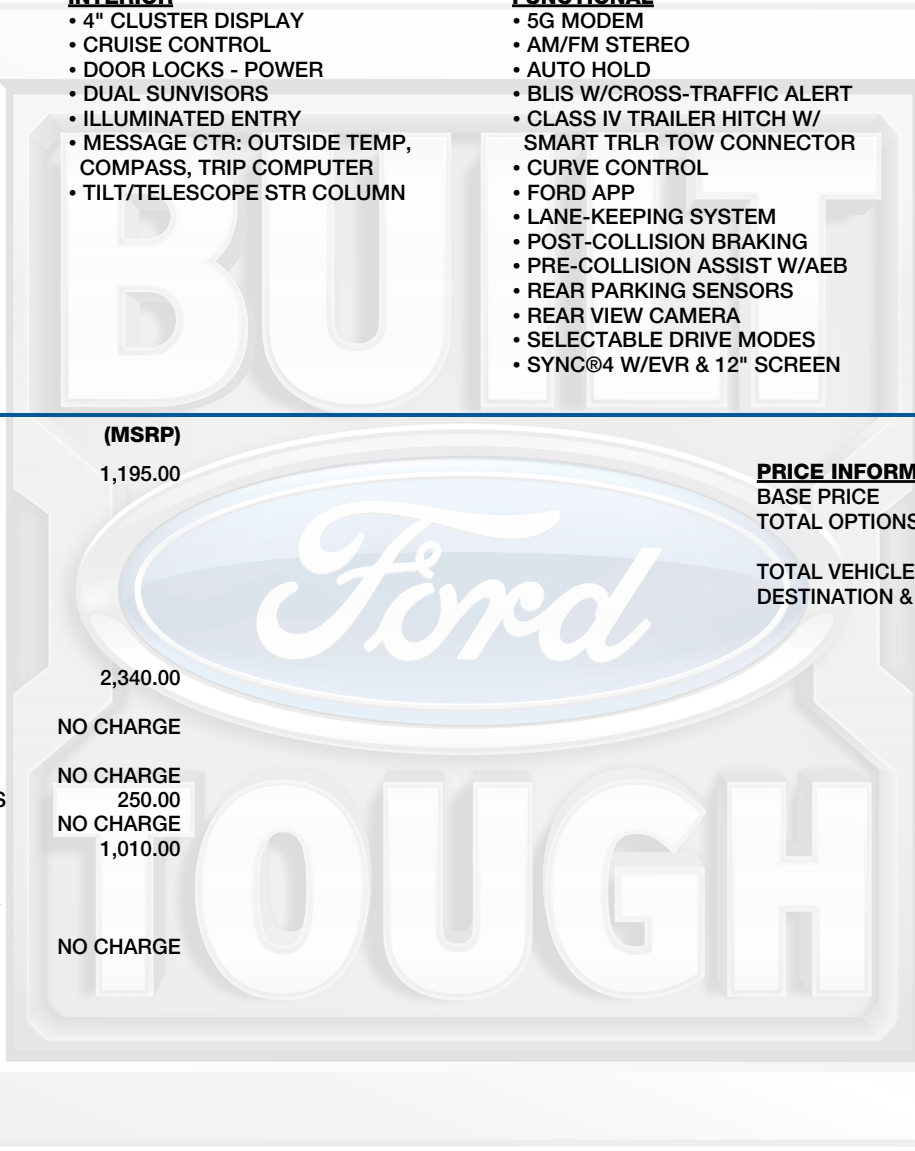 INTERIOR
• 4" CLUSTER DISPLAY
• CRUISE CONTROL
• DOOR LOCKS - POWER
• DUAL SUNVISORS
• ILLUMINATED ENTRY
• MESSAGE CTR: OUTSIDE TEMP,
COMPASS, TRIP COMPUTER
• TILT/TELESCOPE STR COLUMN
FUNCTIONAL
• 5G MODEM
• AM/FM STEREO
• AUTO HOLD
• BLIS W/CROSS-TRAFFIC ALERT
• CLASS IV TRAILER HITCH W/
SMART TRLR TOW CONNECTOR
• CURVE CONTROL
• FORD APP
• LANE-KEEPING SYSTEM
• POST-COLLISION BRAKING
• PRE-COLLISION ASSIST W/AEB
• REAR PARKING SENSORS
• REAR VIEW CAMERA
• SELECTABLE DRIVE MODES
• SYNC®4 W/EVR & 12" SCREEN
BUILT
(MSRP)
1,195.00
2,340.00
NO CHARGE
NO CHARGE
S 250.00
NO CHARGE
1,010.00
NO CHARGE
PRICE INFORM
BASE PRICE
TOTAL OPTIONS
TOTAL VEHICLE
DESTINATION &
Ford
TOUGH